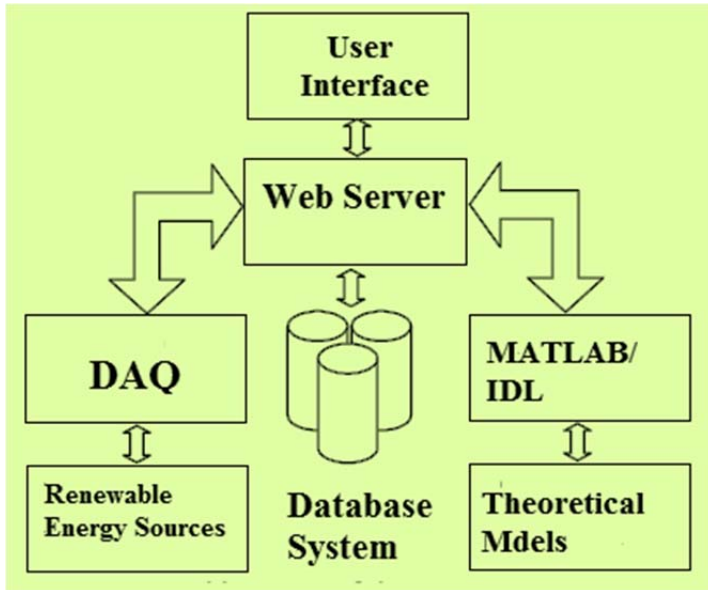 User
Interface
Web Server
DAQ
MATLAB/
IDL
Renewable
Energy Sources
Database
System
Theoretical
Mdels